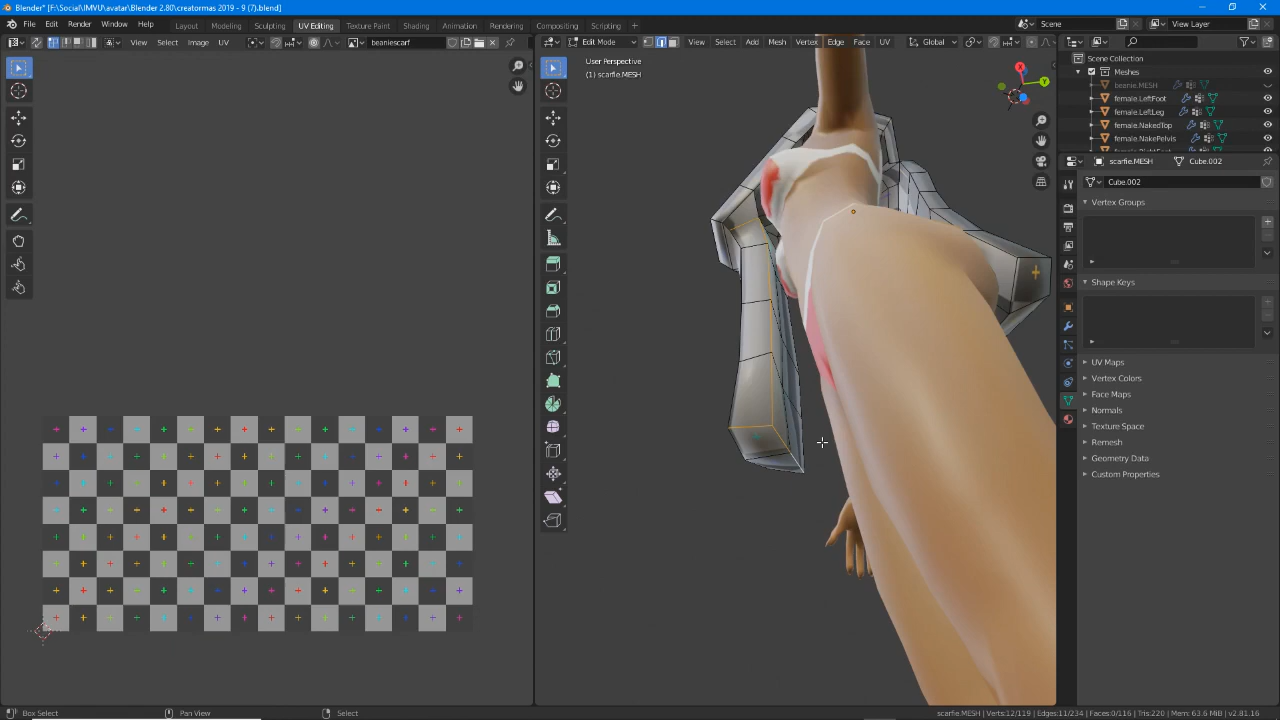 Blender* [F:\Social\IMVU\avatar\Blender 2.80\creatormas 2019 - 9 (7).blend]
File Edit Render Window Help Layout Modeling Sculpting UV Editing Texture Paint Shading Animation Rendering Compositing Scripting + Scene View Layer
View Select Image UV beaniescarf Edit Mode View Select Add Mesh Vertex Edge Face UV Global
User Perspective
(1) scarfie.MESH
Scene Collection
Meshes
beanie.MESH
female.LeftFoot
female.LeftLeg
female.NakedTop
female.NakePelvis
scarfie.MESH Cube.002
Cube.002
Vertex Groups
Shape Keys
UV Maps
Vertex Colors
Face Maps
Normals
Texture Space
Remesh
Geometry Data
Custom Properties
Box Select Pan View Select scarfie.MESH | Verts:12/119 | Edges:11/234 | Faces:0/116 | Tris:220 | Mem: 63.6 MiB | v2.81.16